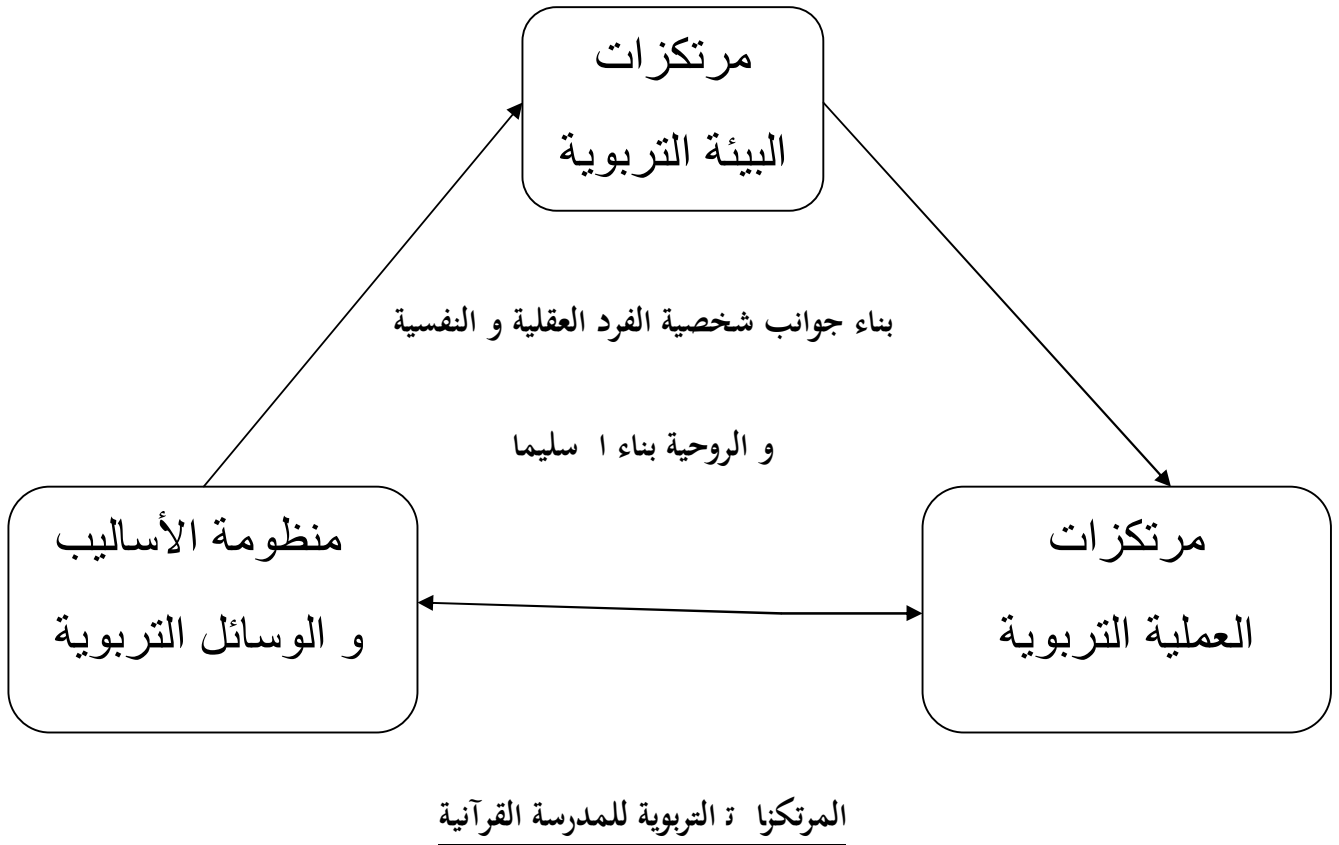 مرتكزات
البيئة التربوية
بناء جوانب شخصية الفرد العقلية و النفسية
و الروحية بناء ا سليما
مرتكزات
العملية التربوية
منظومة الأساليب
و الوسائل التربوية
المرتكزا ت التربوية للمدرسة القرآنية